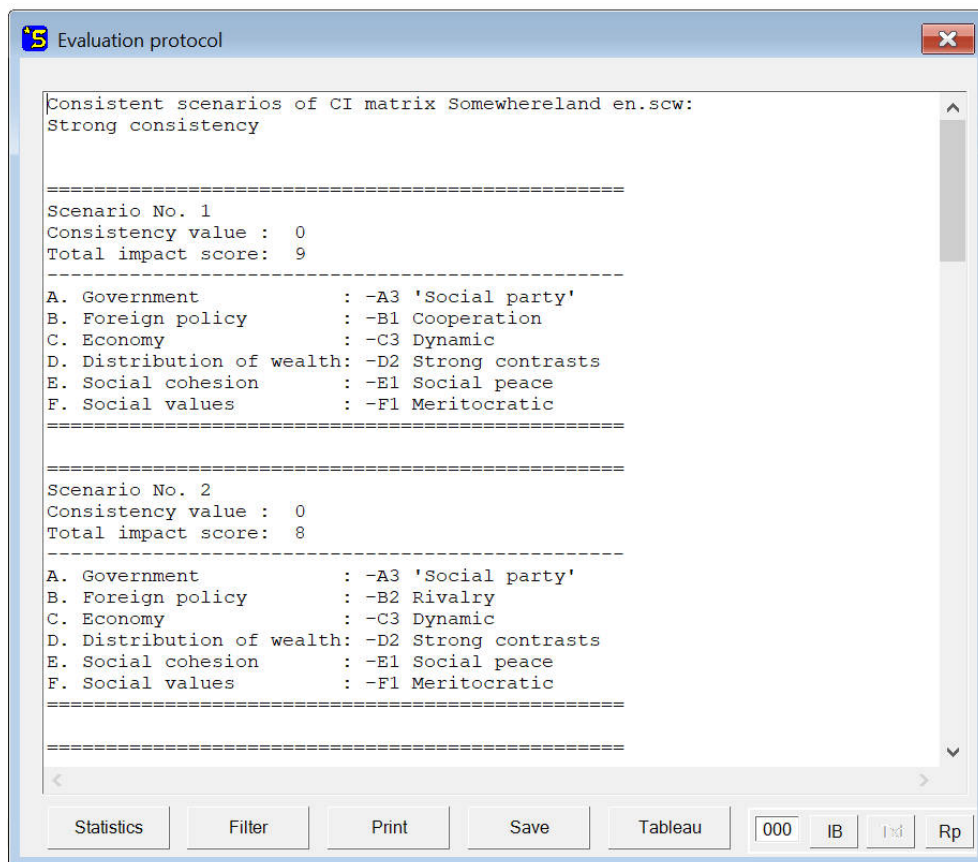 Evaluation protocol
Consistent scenarios of CI matrix Somewhereland en.scw:
Strong consistency
==================================================
Scenario No. 1
Consistency value :  0
Total impact score:  9
--------------------------------------------------
A. Government            : -A3 'Social party'
B. Foreign policy        : -B1 Cooperation
C. Economy               : -C3 Dynamic
D. Distribution of wealth: -D2 Strong contrasts
E. Social cohesion       : -E1 Social peace
F. Social values         : -F1 Meritocratic
==================================================
==================================================
Scenario No. 2
Consistency value :  0
Total impact score:  8
--------------------------------------------------
A. Government            : -A3 'Social party'
B. Foreign policy        : -B2 Rivalry
C. Economy               : -C3 Dynamic
D. Distribution of wealth: -D2 Strong contrasts
E. Social cohesion       : -E1 Social peace
F. Social values         : -F1 Meritocratic
==================================================
==================================================
Statistics Filter Print Save Tableau 000 IB Rp